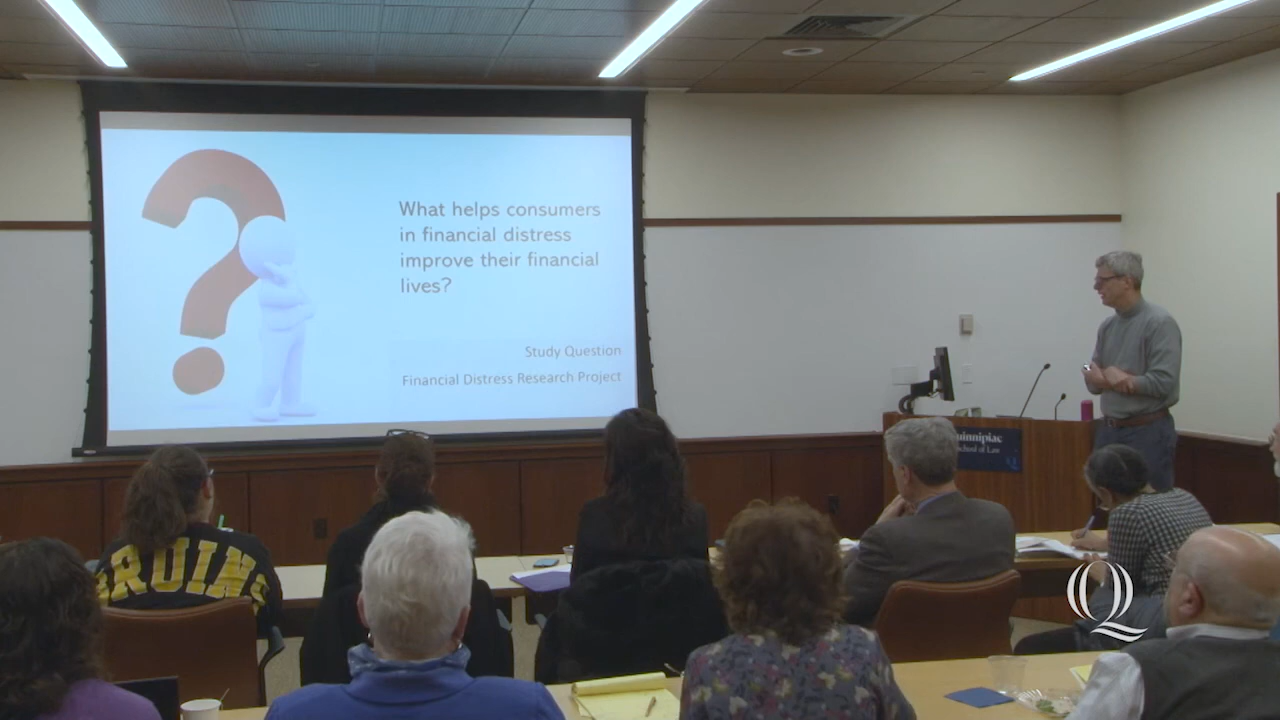 What helps consumers
in financial distress
improve their financial
lives?
Study Question
Financial Distress Research Project
uinnipiac
School of Law
RUINS
Q